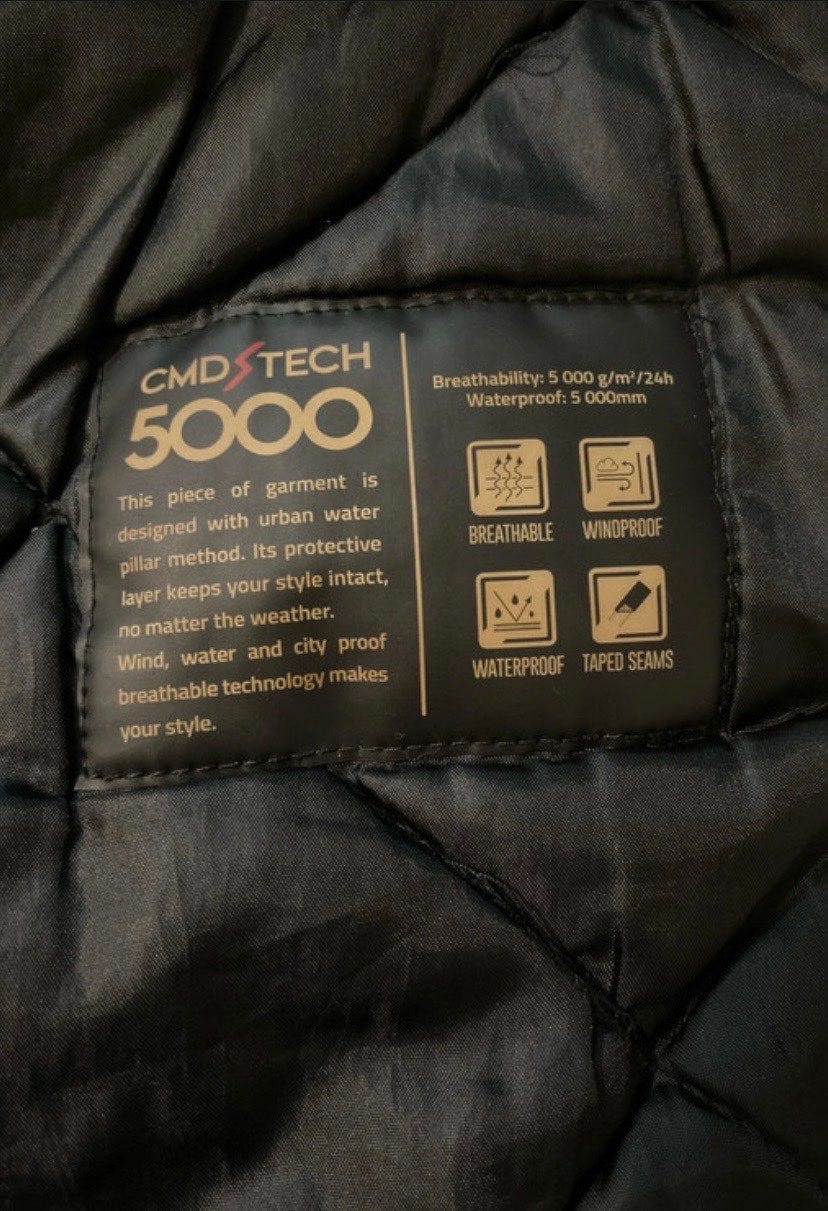 CMD TECH
5000
This piece of garment is
designed with urban water
pillar method. Its protective
layer keeps your style intact,
no matter the weather.
Wind, water and city proof
breathable technology makes
your style.
Breathability: 5 000 g/m²/24h
Waterproof: 5 000mm
BREATHABLE
WINDPROOF
WATERPROOF
TAPED SEAMS